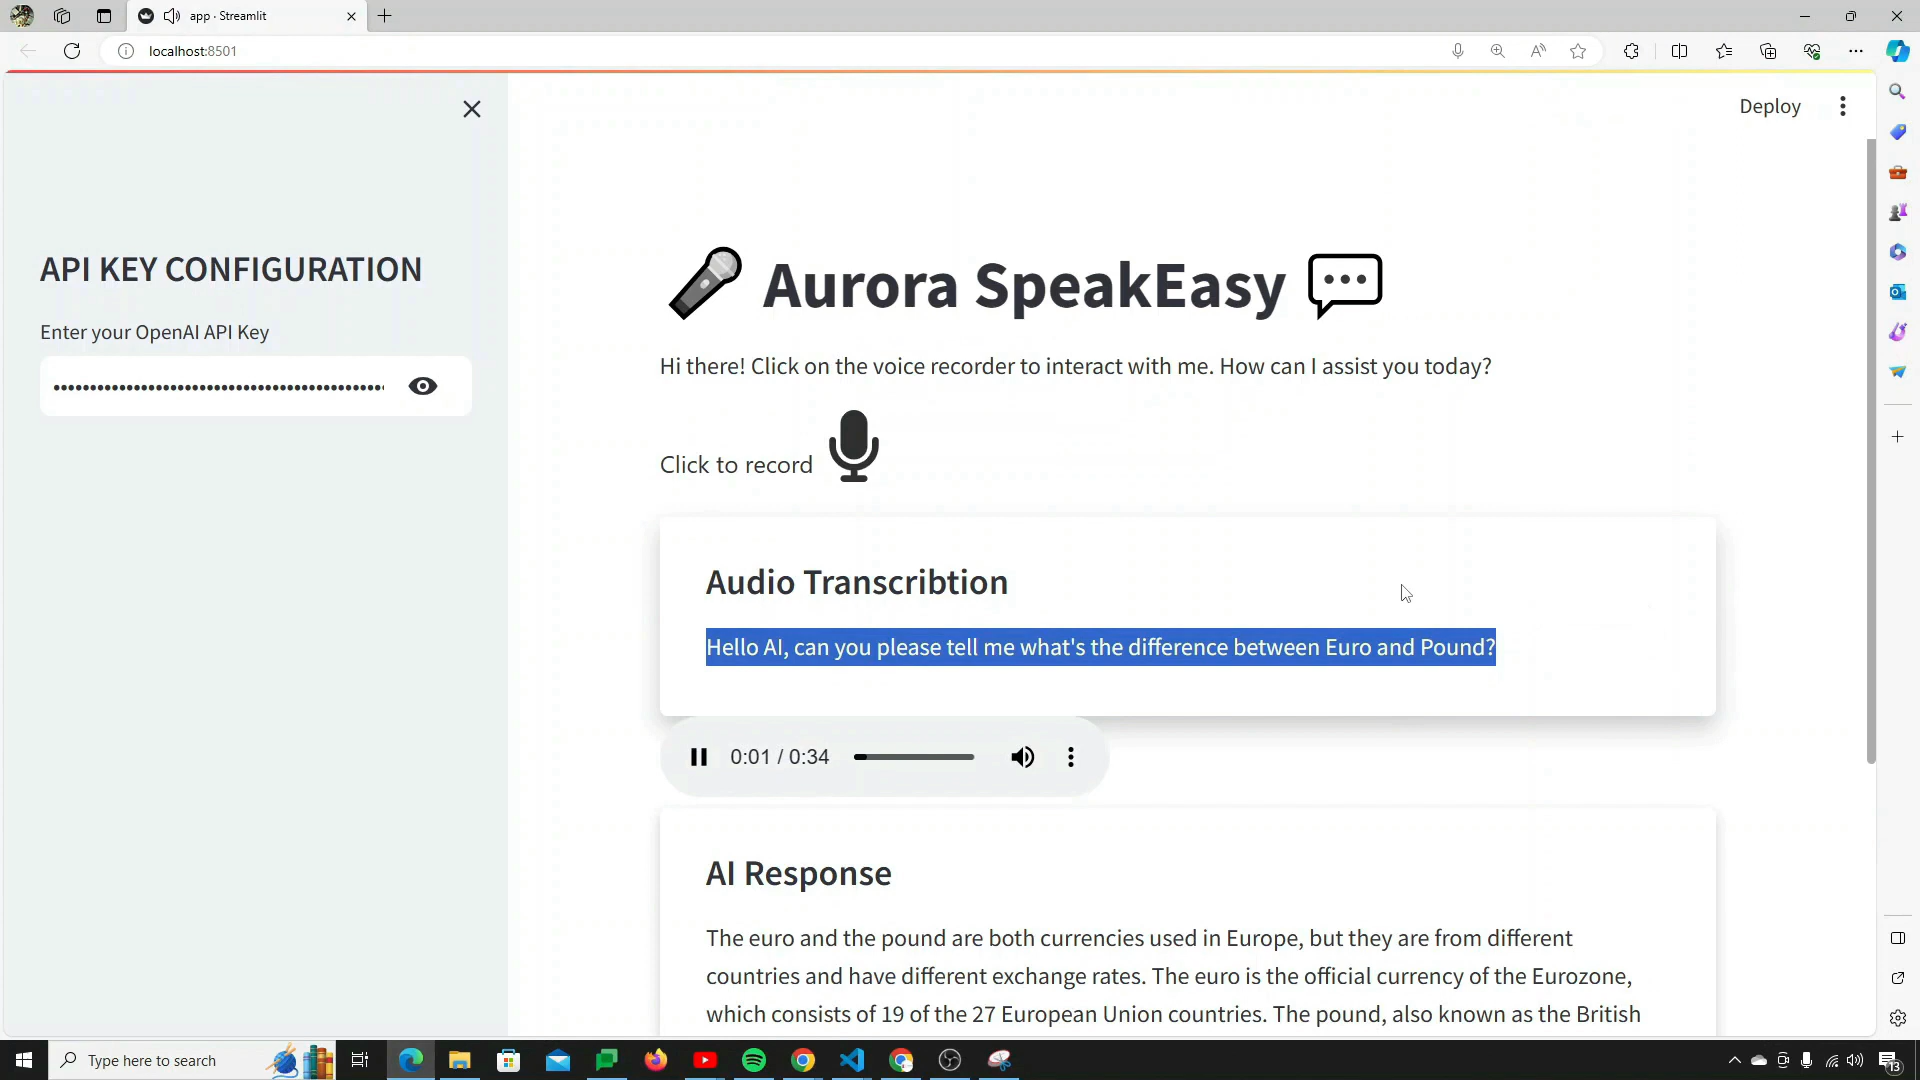 app · Streamlit
localhost:8501
Deploy
API KEY CONFIGURATION
Enter your OpenAI API Key
Aurora SpeakEasy
Hi there! Click on the voice recorder to interact with me. How can I assist you today?
Click to record
Audio Transcribtion
Hello AI, can you please tell me what's the difference between Euro and Pound?
0:01 / 0:34
AI Response
The euro and the pound are both currencies used in Europe, but they are from different
countries and have different exchange rates. The euro is the official currency of the Eurozone,
which consists of 19 of the 27 European Union countries. The pound, also known as the British
Type here to search
13